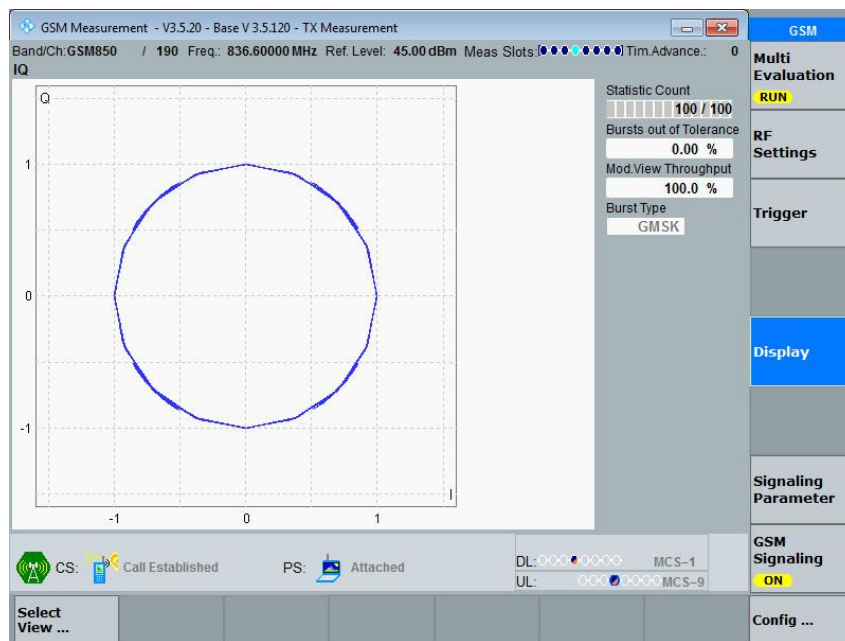 GSM Measurement - V3.5.20 - Base V 3.5.120 - TX Measurement
GSM
Band/Ch:GSM850 / 190 Freq.: 836.60000 MHz Ref. Level: 45.00 dBm Meas Slots: Tim.Advance.: 0
IQ
Multi
Evaluation
RUN
Q
Statistic Count
100 / 100
Bursts out of Tolerance
0.00 %
RF
Settings
1
Mod.View Throughput
100.0 %
Burst Type
GMSK
Trigger
0
Display
-1
I
-1 0 1
Signaling
Parameter
CS: Call Established PS: Attached
DL: MCS-1
UL: MCS-9
GSM
Signaling
ON
Select
View ...
Config ...